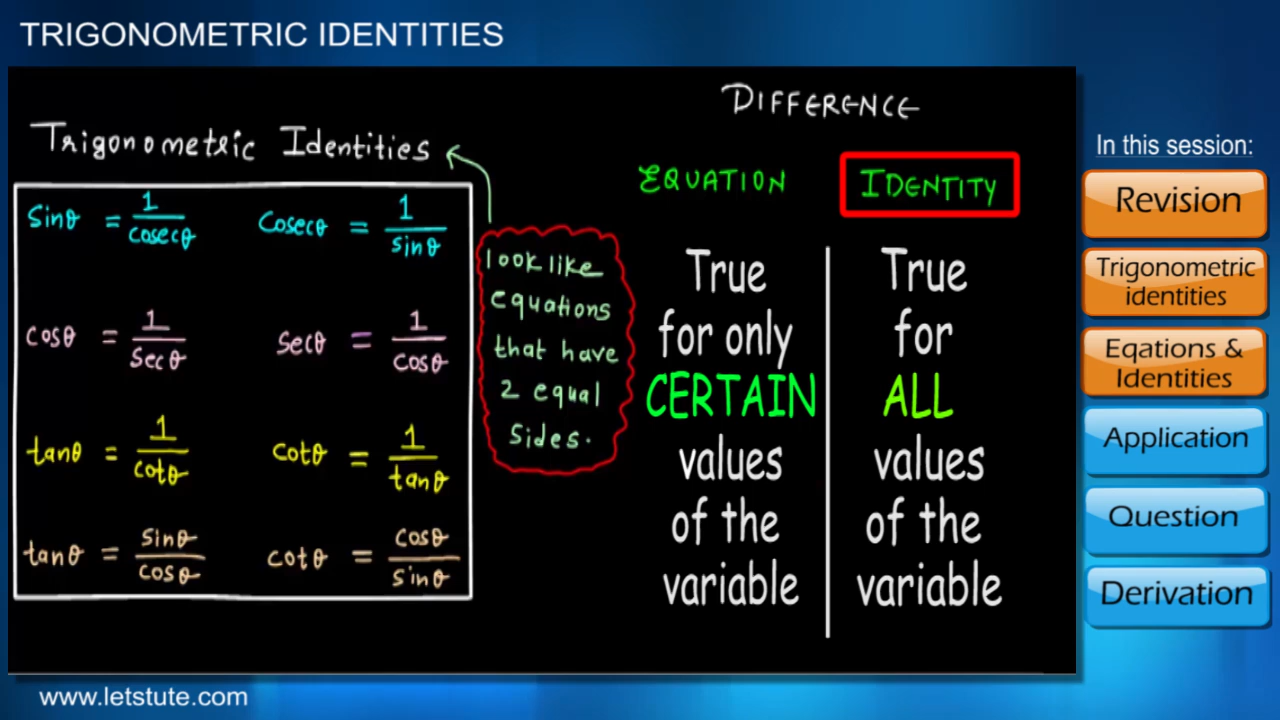 TRIGONOMETRIC IDENTITIES
Trigonometric Identities
sinθ = 1/cosecθ   Cosecθ = 1/sinθ
cosθ = 1/secθ   secθ = 1/cosθ
tanθ = 1/cotθ   cotθ = 1/tanθ
tanθ = sinθ/cosθ   cotθ = cosθ/sinθ
look like
equations
that have
2 equal
sides.
DIFFERENCE
EQUATION
True
for only
CERTAIN
values
of the
variable
IDENTITY
True
for
ALL
values
of the
variable
In this session:
Revision
Trigonometric
identities
Eqations &
Identities
Application
Question
Derivation
www.letstute.com